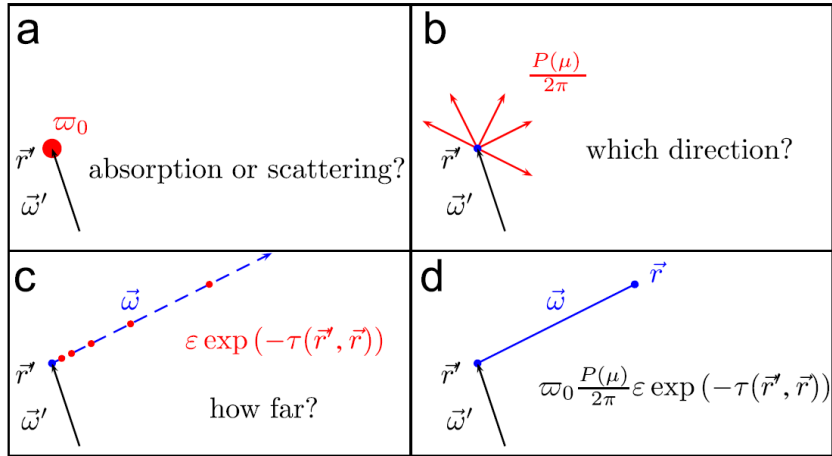 a
ϖ₀
r⃗′
absorption or scattering?
ω⃗′
b
P(μ)/2π
r⃗′
which direction?
ω⃗′
c
ω⃗
ε exp (−τ(r⃗′, r⃗))
r⃗′
how far?
ω⃗′
d
r⃗
ω⃗
r⃗′
ϖ₀ P(μ)/2π ε exp (−τ(r⃗′, r⃗))
ω⃗′